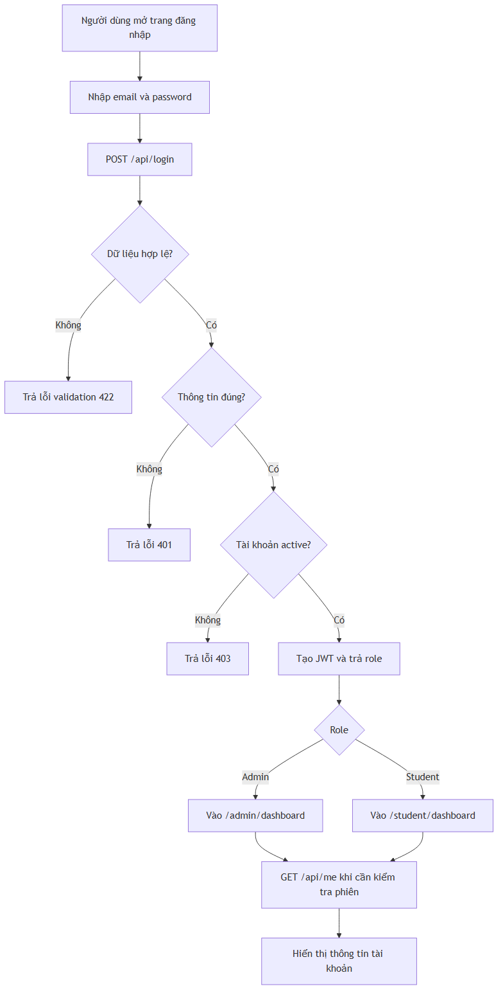 Người dùng mở trang đăng
nhập
Nhập email và password
POST /api/login
Dữ liệu hợp lệ?
Không
Có
Trả lỗi validation 422
Thông tin đúng?
Không
Có
Trả lỗi 401
Tài khoản active?
Không
Có
Trả lỗi 403
Tạo JWT và trả role
Role
Admin
Student
Vào /admin/dashboard
Vào /student/dashboard
GET /api/me khi cần kiểm
tra phiên
Hiển thị thông tin tài
khoản